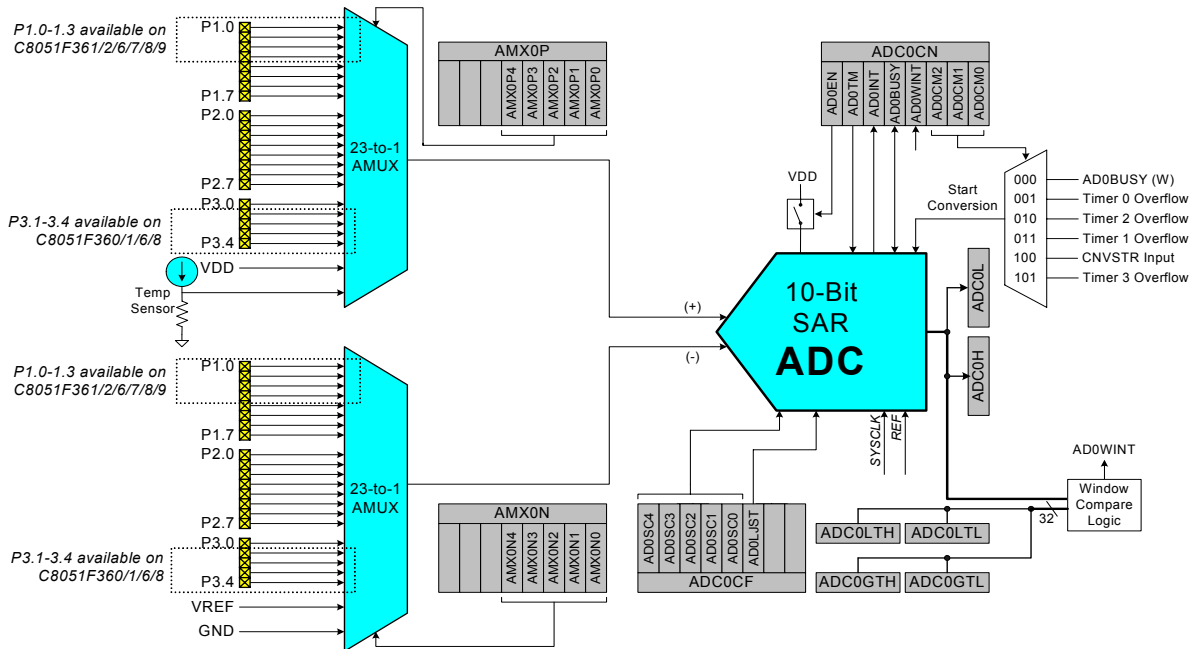 P1.0-1.3 available on
C8051F361/2/6/7/8/9
P1.0
P1.7
P2.0
P2.7
P3.0
P3.1-3.4 available on
C8051F360/1/6/8
P3.4
VDD
Temp
Sensor
23-to-1
AMUX
AMX0P
AMX0P4
AMX0P3
AMX0P2
AMX0P1
AMX0P0
ADC0CN
AD0EN
AD0TM
AD0INT
AD0BUSY
AD0WINT
AD0CM2
AD0CM1
AD0CM0
VDD
Start
Conversion
000
001
010
011
100
101
AD0BUSY (W)
Timer 0 Overflow
Timer 2 Overflow
Timer 1 Overflow
CNVSTR Input
Timer 3 Overflow
(+)
(-)
10-Bit
SAR
ADC
ADC0L
ADC0H
SYSCLK
REF
P1.0-1.3 available on
C8051F361/2/6/7/8/9
P1.0
P1.7
P2.0
P2.7
P3.0
P3.1-3.4 available on
C8051F360/1/6/8
P3.4
VREF
GND
23-to-1
AMUX
AMX0N
AMX0N4
AMX0N3
AMX0N2
AMX0N1
AMX0N0
AD0SC4
AD0SC3
AD0SC2
AD0SC1
AD0SC0
AD0LJST
ADC0CF
AD0WINT
Window
Compare
Logic
32
ADC0LTH
ADC0LTL
ADC0GTH
ADC0GTL